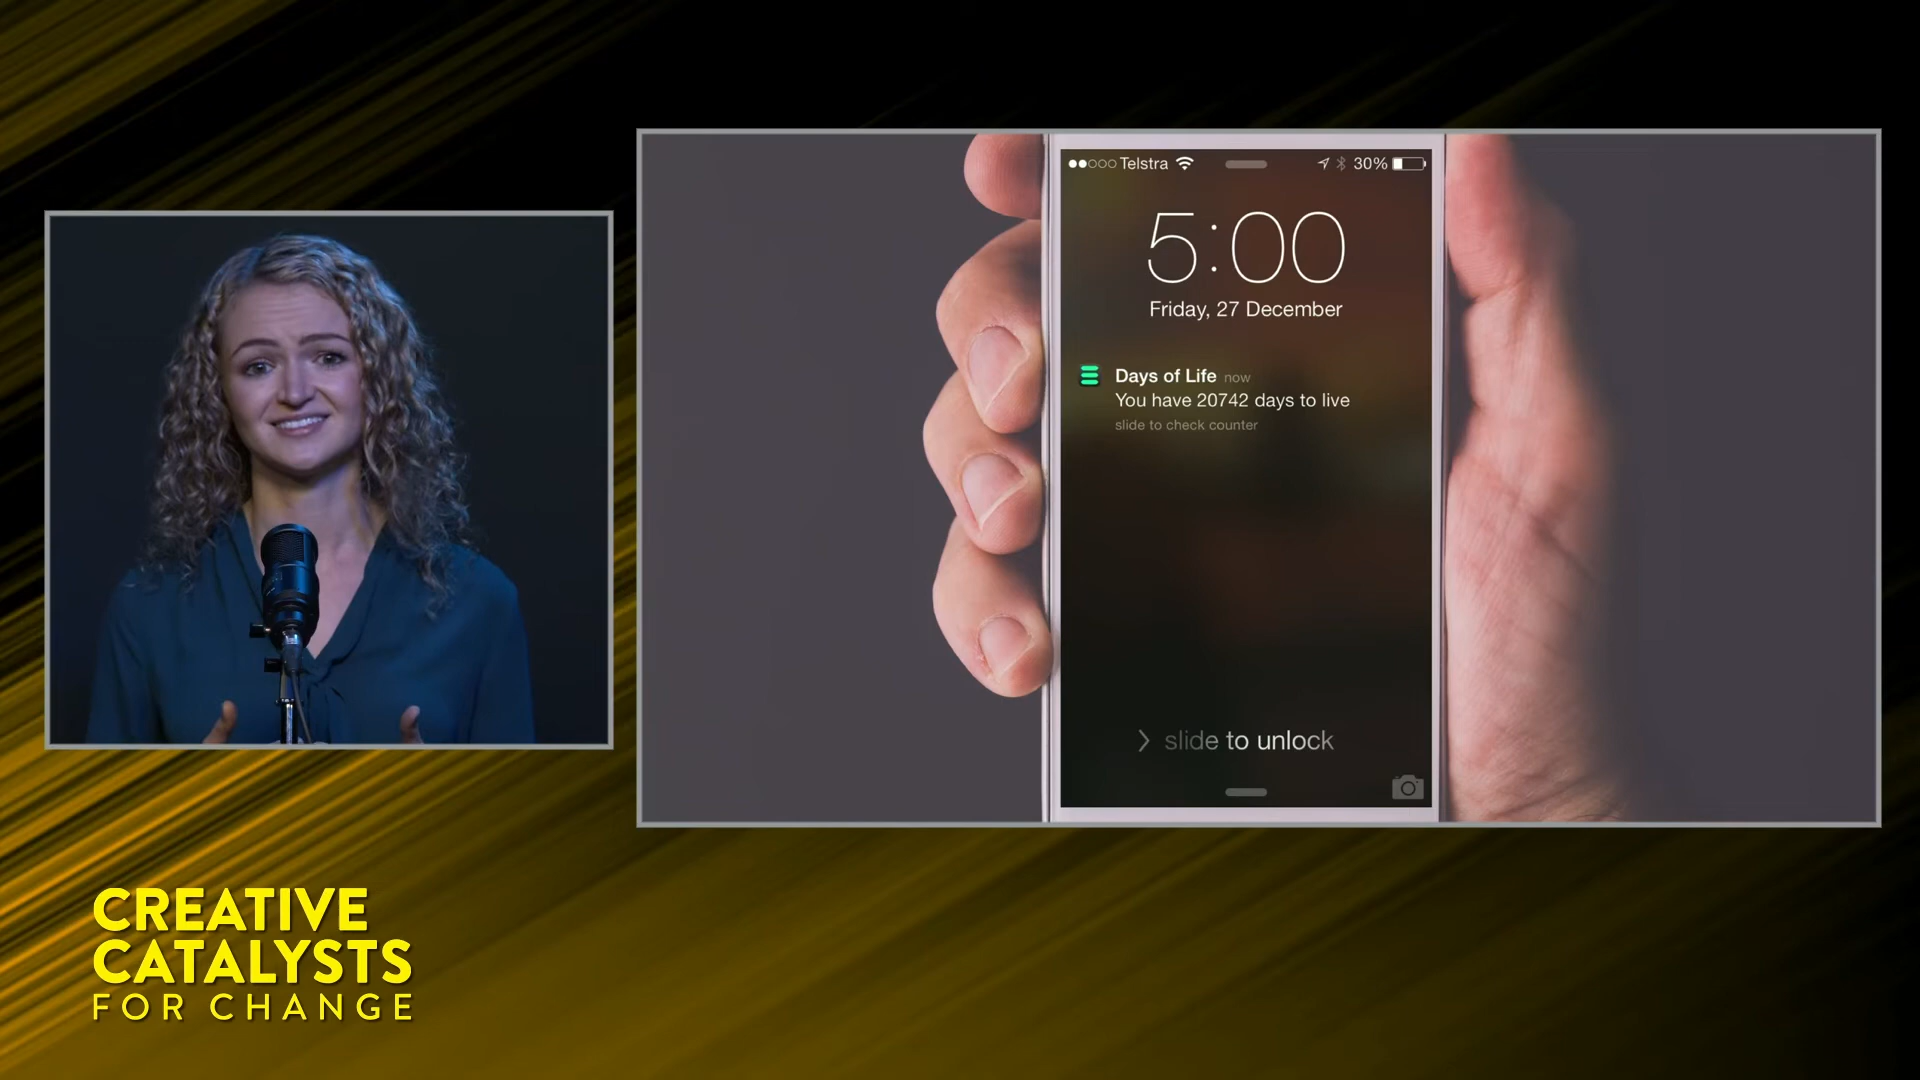 Telstra 30%
5:00
Friday, 27 December
Days of Life now
You have 20742 days to live
slide to check counter
slide to unlock
CREATIVE
CATALYSTS
FOR CHANGE